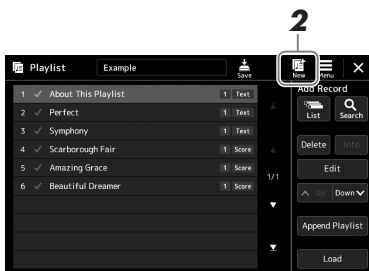 2
Playlist Example Save New Menu
1 About This Playlist 1 Text
2 Perfect 1 Text
3 Symphony 1 Text
4 Scarborough Fair 1 Score
5 Amazing Grace 1 Score
6 Beautiful Dreamer 1 Score
1/1
Add Record
List Search
Delete Info
Edit
Up Down
Append Playlist
Load